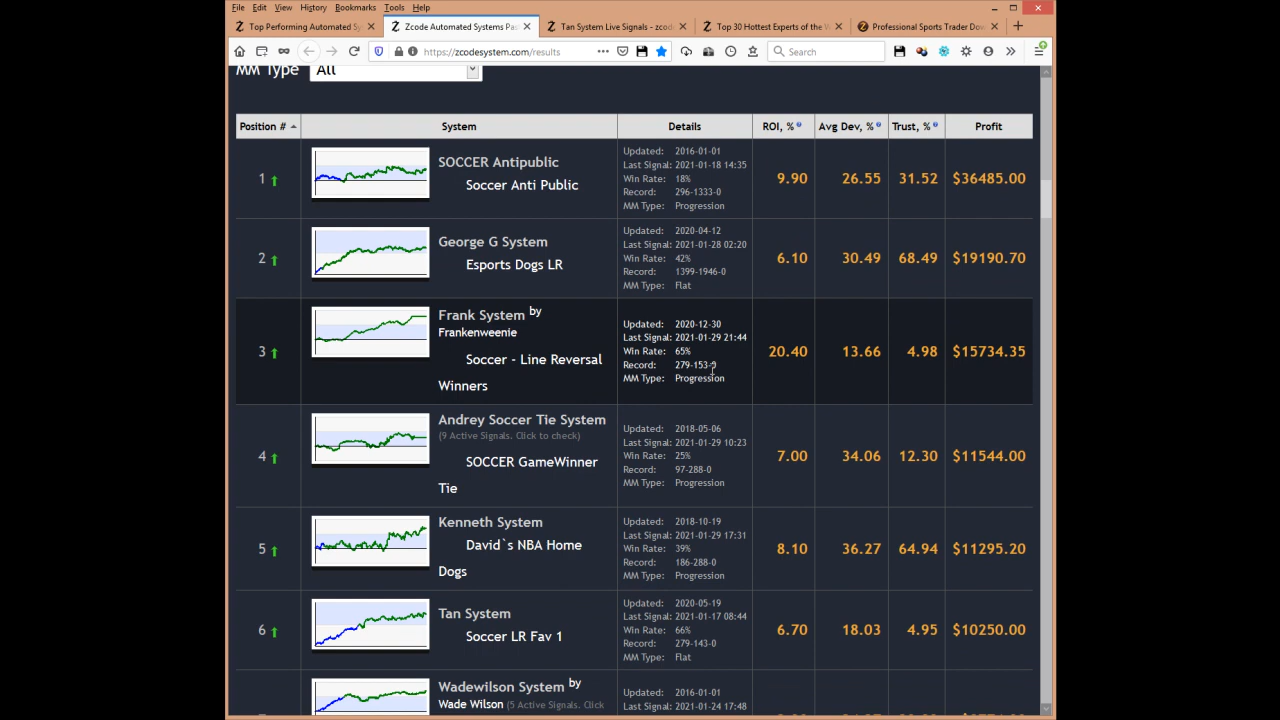 File Edit View History Bookmarks Tools Help
Top Performing Automated Sy
Zcode Automated Systems Pas
Tan System Live Signals - zcode
Top 30 Hottest Experts of the W
Professional Sports Trader Dow
https://zcodesystem.com/results
Search
MM Type All
Position # System Details ROI, % Avg Dev, % Trust, % Profit
1
SOCCER Antipublic
Soccer Anti Public
Updated: 2016-01-01
Last Signal: 2021-01-18 14:35
Win Rate: 18%
Record: 296-1333-0
MM Type: Progression
9.90 26.55 31.52 $36485.00
2
George G System
Esports Dogs LR
Updated: 2020-04-12
Last Signal: 2021-01-28 02:20
Win Rate: 42%
Record: 1399-1946-0
MM Type: Flat
6.10 30.49 68.49 $19190.70
3
Frank System by
Frankenweenie
Soccer - Line Reversal
Winners
Updated: 2020-12-30
Last Signal: 2021-01-29 21:44
Win Rate: 65%
Record: 279-153-0
MM Type: Progression
20.40 13.66 4.98 $15734.35
4
Andrey Soccer Tie System
(9 Active Signals. Click to check)
SOCCER GameWinner
Tie
Updated: 2018-05-06
Last Signal: 2021-01-29 10:23
Win Rate: 25%
Record: 97-288-0
MM Type: Progression
7.00 34.06 12.30 $11544.00
5
Kenneth System
David`s NBA Home
Dogs
Updated: 2018-10-19
Last Signal: 2021-01-29 17:31
Win Rate: 39%
Record: 186-288-0
MM Type: Progression
8.10 36.27 64.94 $11295.20
6
Tan System
Soccer LR Fav 1
Updated: 2020-05-19
Last Signal: 2021-01-17 08:44
Win Rate: 66%
Record: 279-143-0
MM Type: Flat
6.70 18.03 4.95 $10250.00
Wadewilson System by
Wade Wilson (5 Active Signals. Click
Updated: 2016-01-01
Last Signal: 2021-01-24 17:48